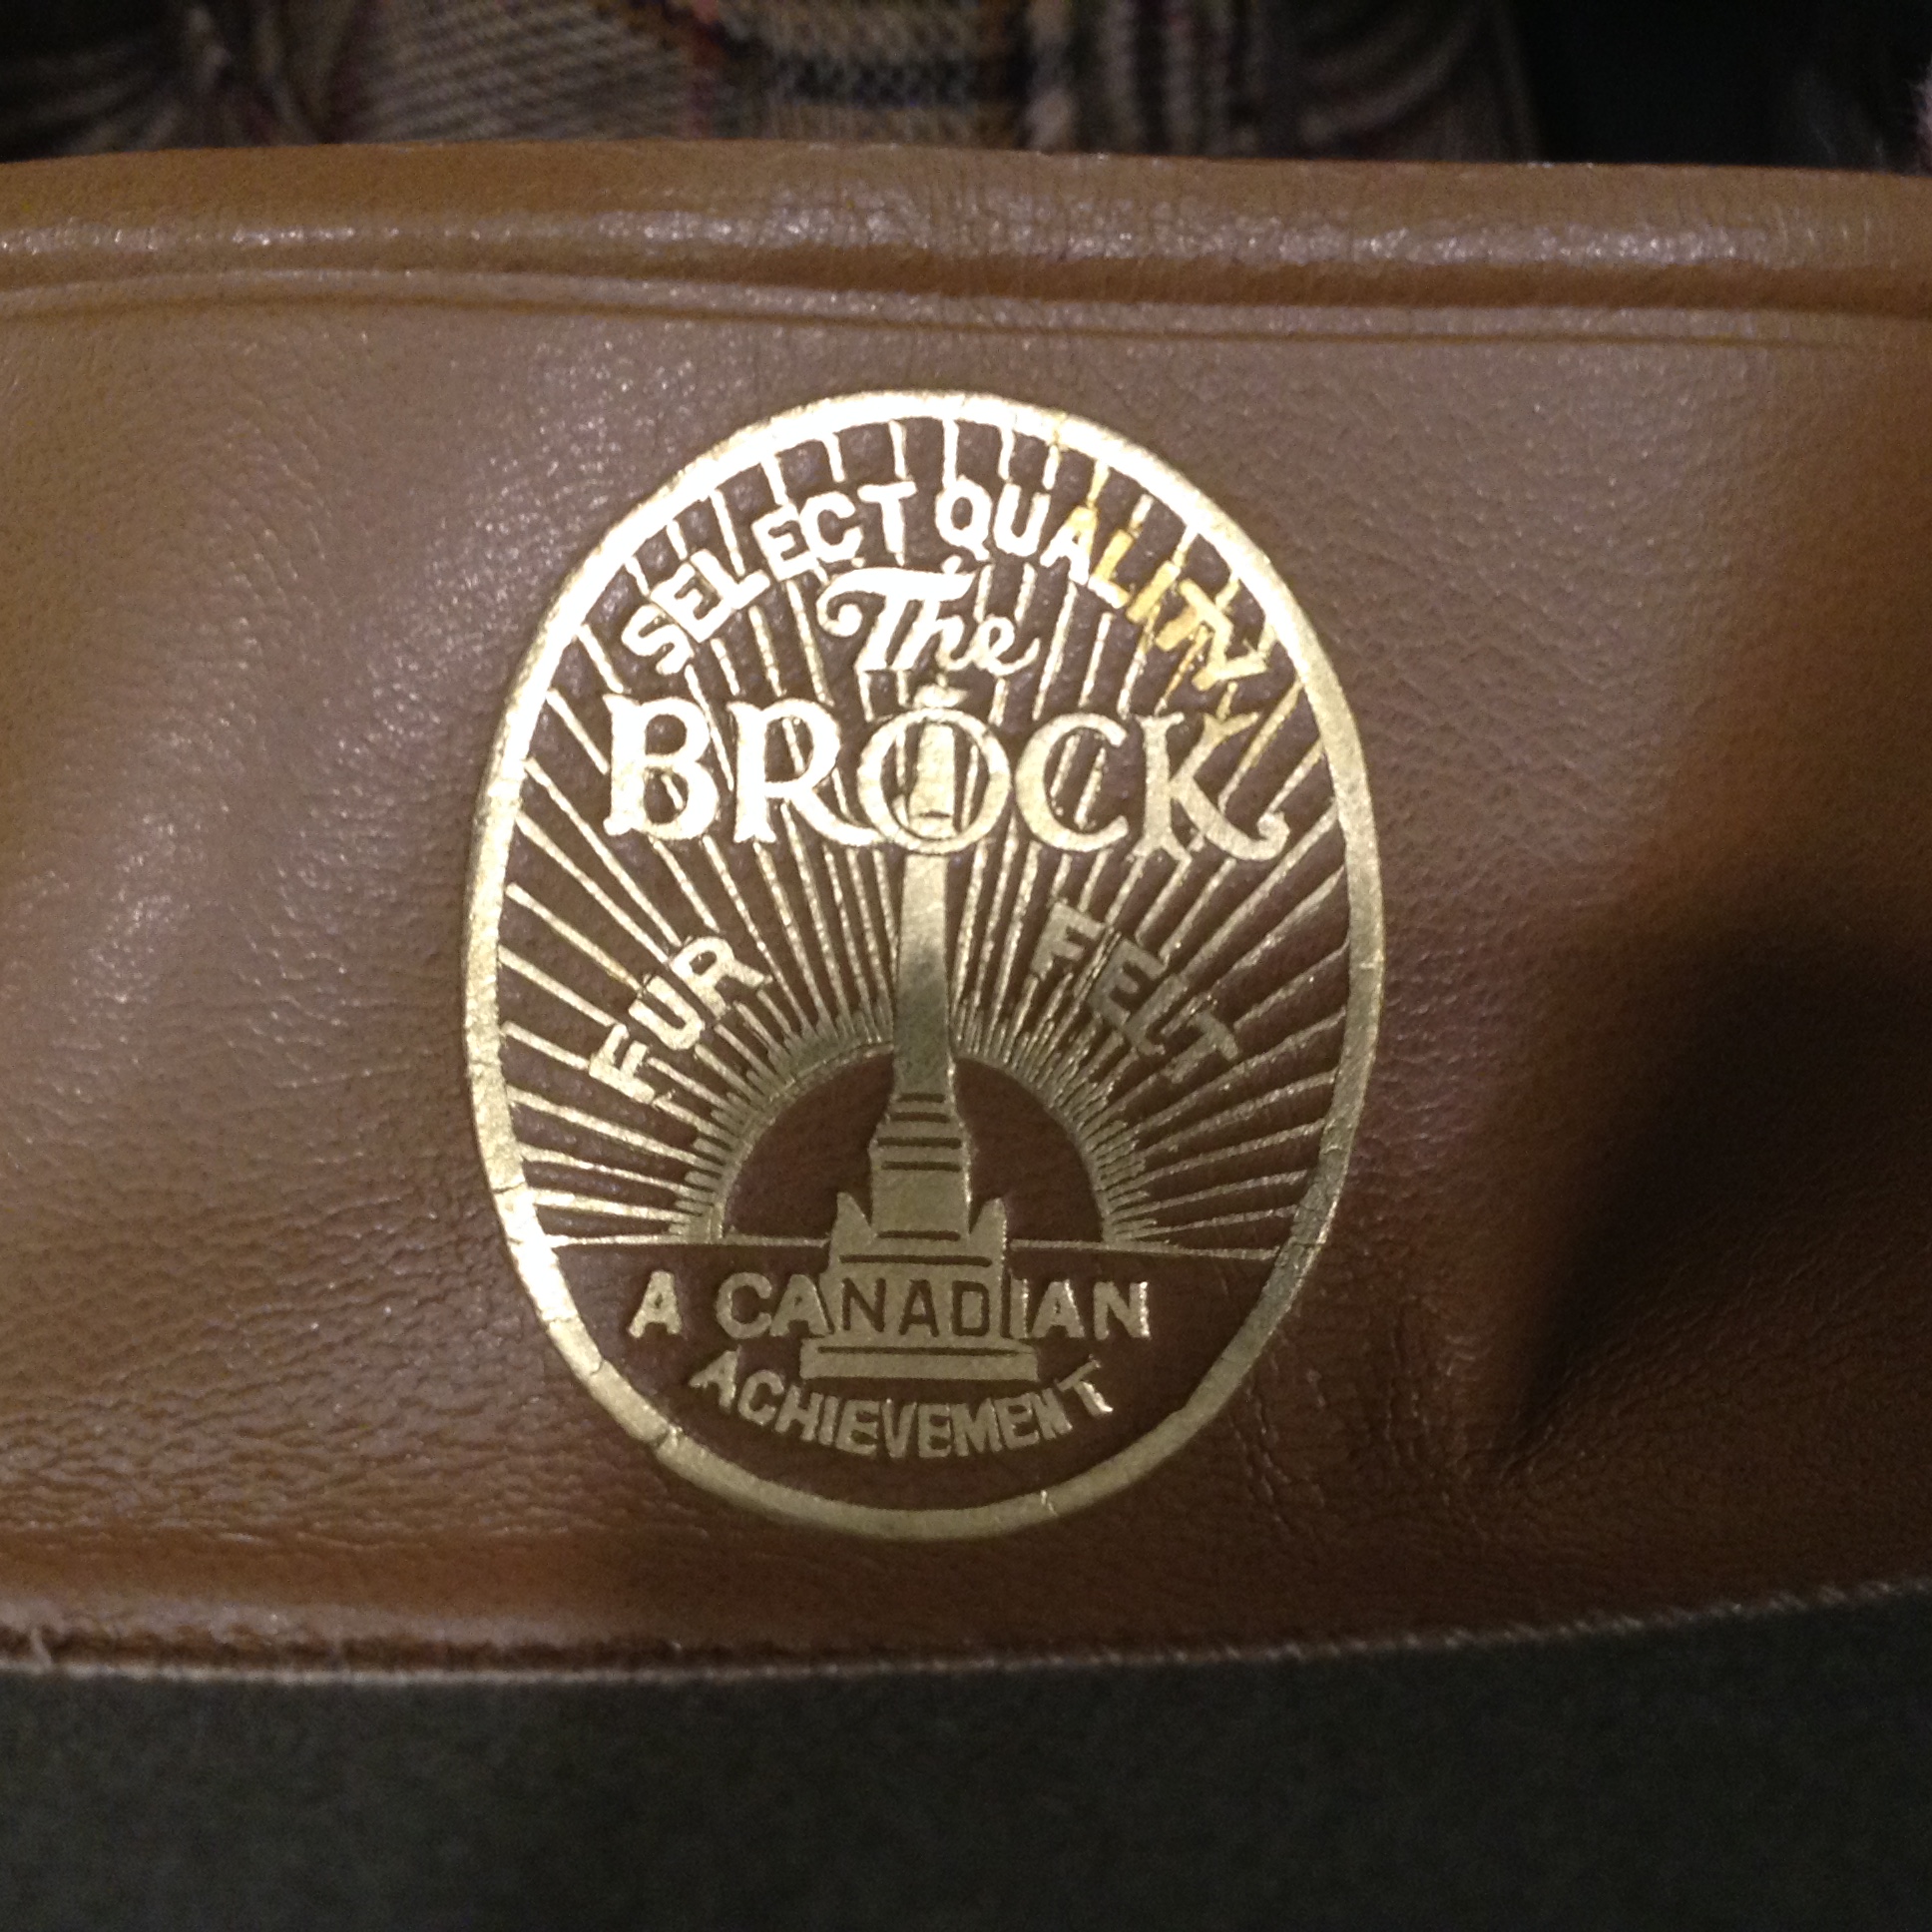 SELECT QUALITY
The
BROCK
FUR FELT
A CANADIAN
ACHIEVEMENT